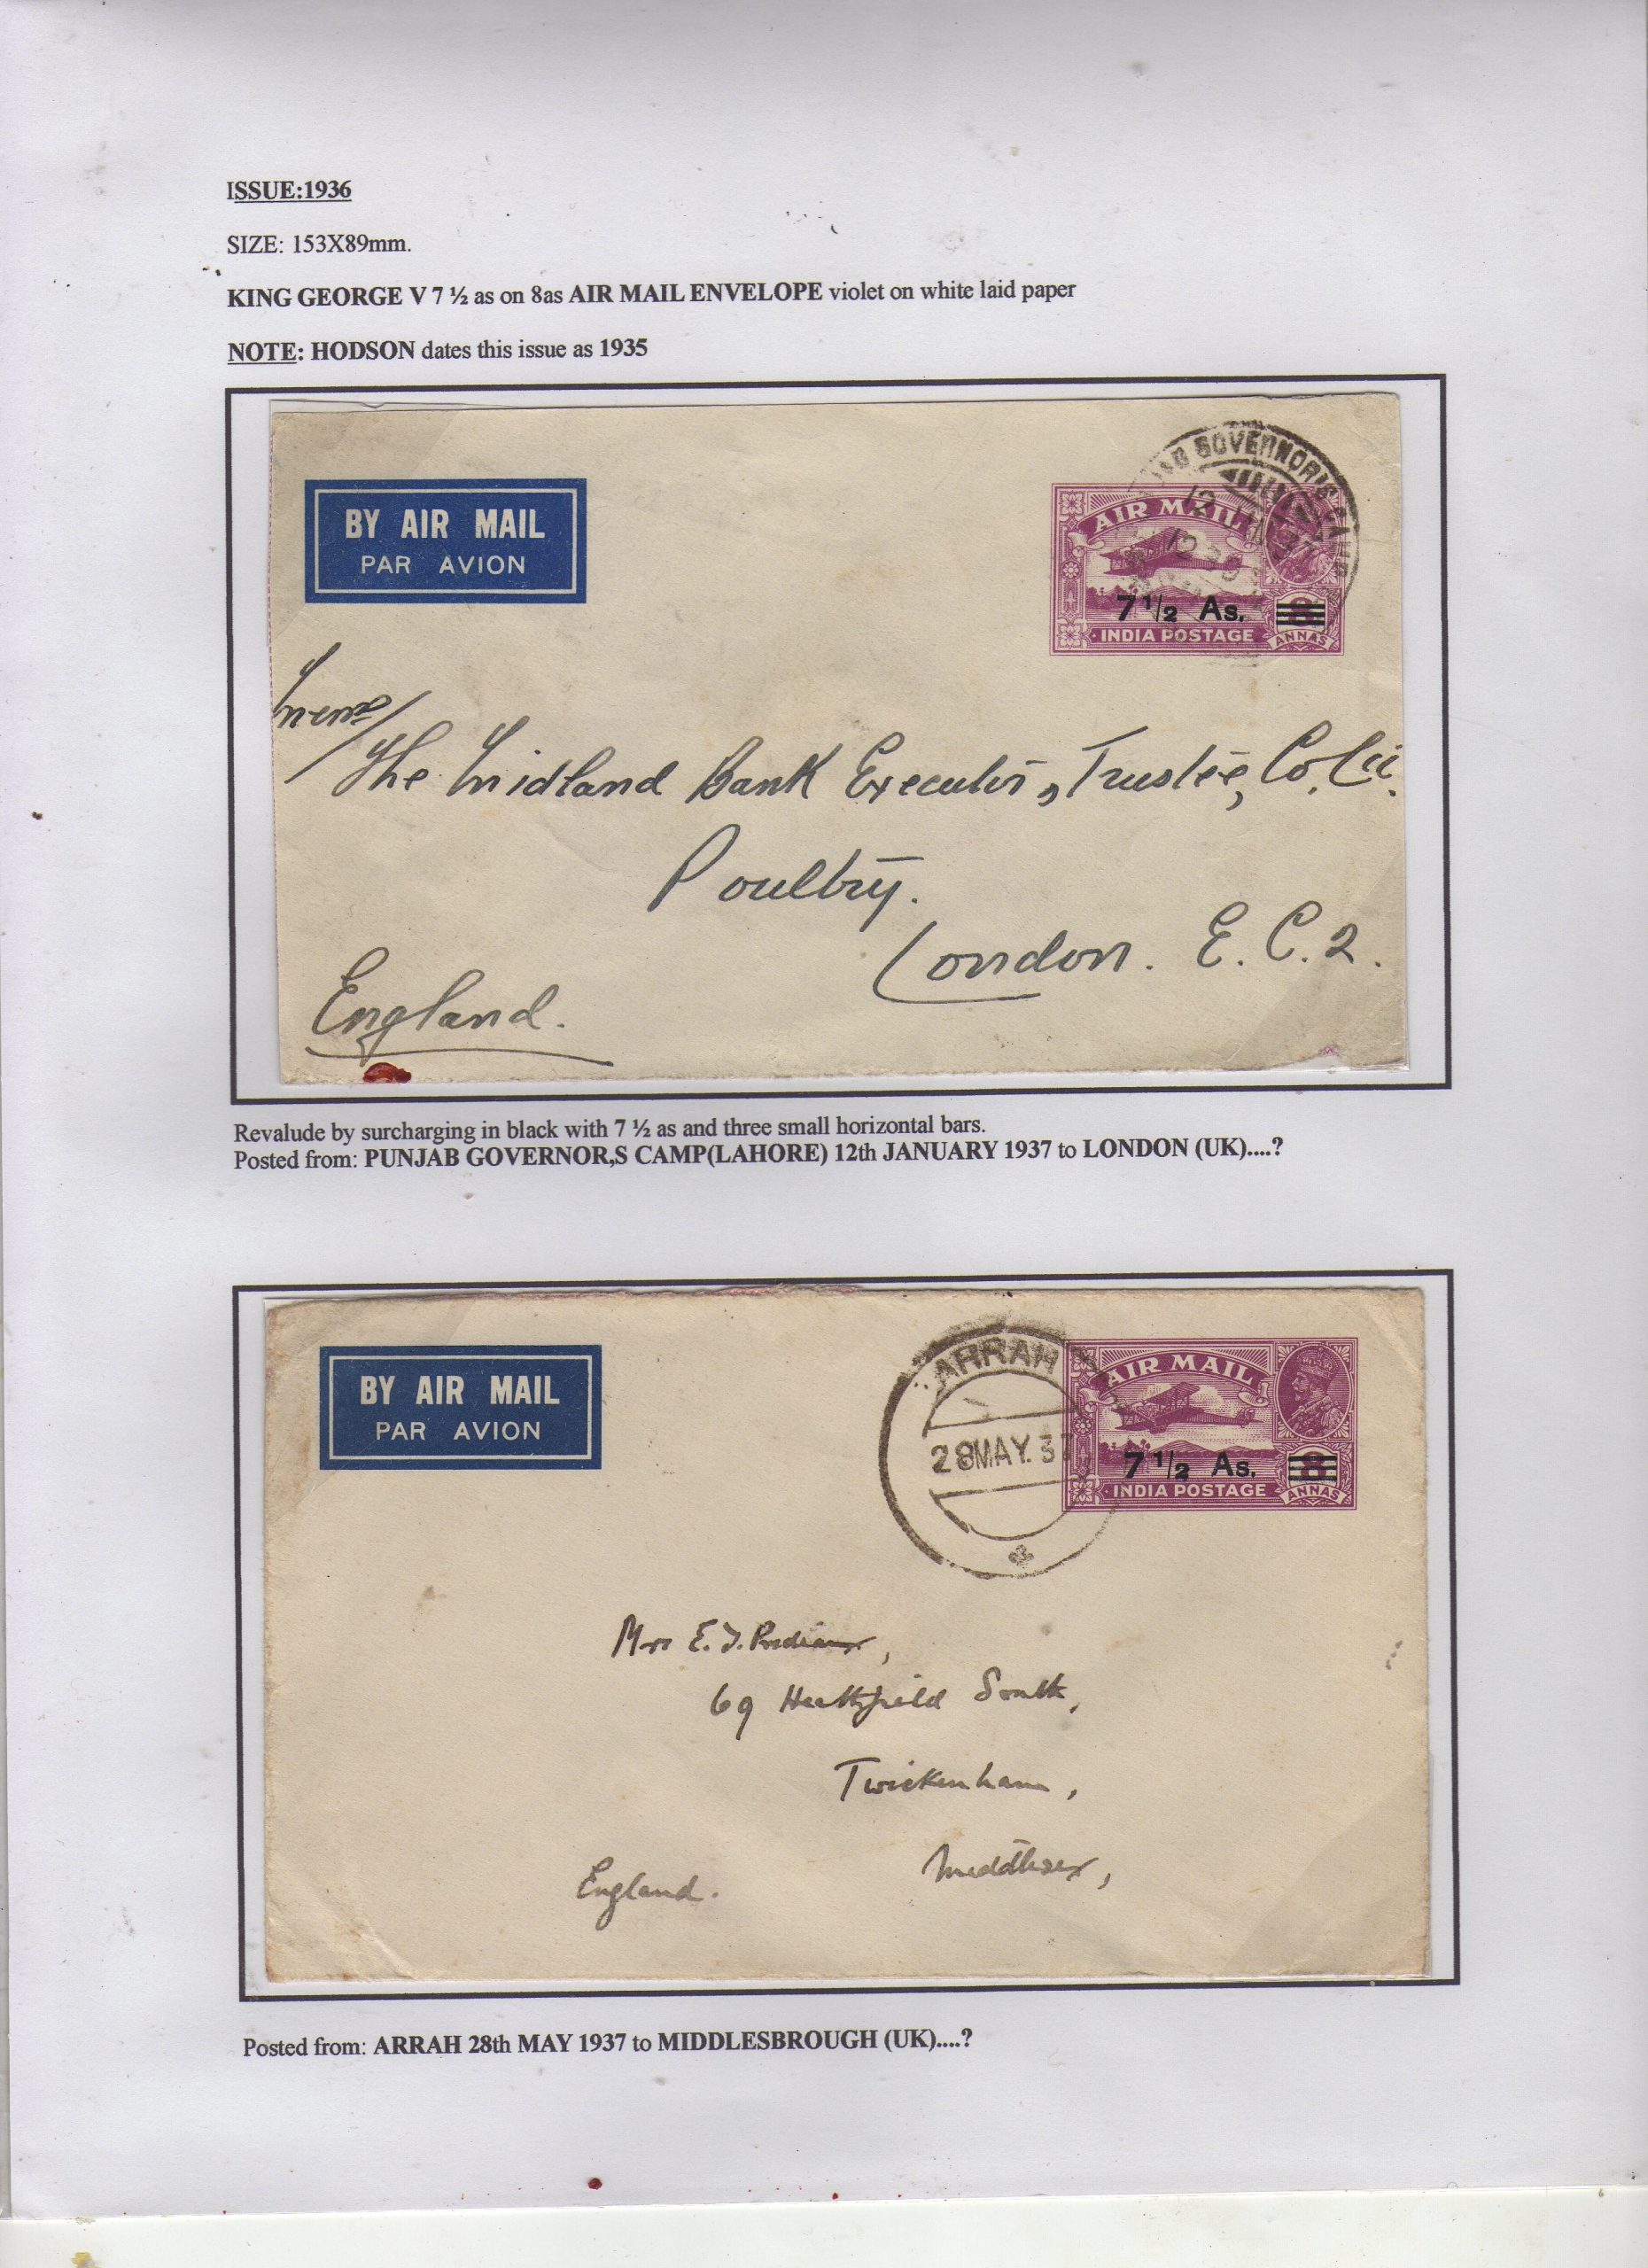 ISSUE:1936
SIZE: 153X89mm.
KING GEORGE V 7 ½ as on 8as AIR MAIL ENVELOPE violet on white laid paper
NOTE: HODSON dates this issue as 1935
BY AIR MAIL
PAR AVION
GOVERNOR'S
12
AIR MAIL
7 1/2 As. 8
INDIA POSTAGE ANNAS
The Midland Bank Executor, Trustee, Co.
Poultry.
London. E.C.2.
England.
Revalude by surcharging in black with 7 ½ as and three small horizontal bars.
Posted from: PUNJAB GOVERNOR,S CAMP(LAHORE) 12th JANUARY 1937 to LONDON (UK)....?
BY AIR MAIL
PAR AVION
ARRAH
28MAY.37
AIR MAIL
7 1/2 As. 8
INDIA POSTAGE ANNAS
Mrs E.
69 Heathfield South,
Twickenham,
Middlesex,
England.
Posted from: ARRAH 28th MAY 1937 to MIDDLESBROUGH (UK)....?